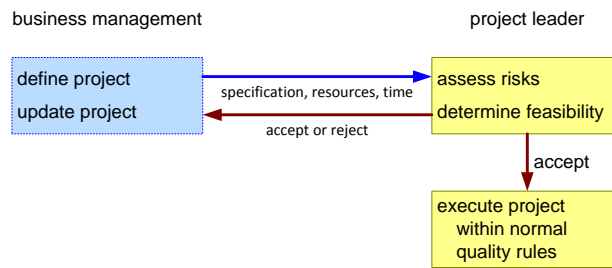 business management
project leader
define project
update project
specification, resources, time
accept or reject
assess risks
determine feasibility
accept
execute project
within normal
quality rules